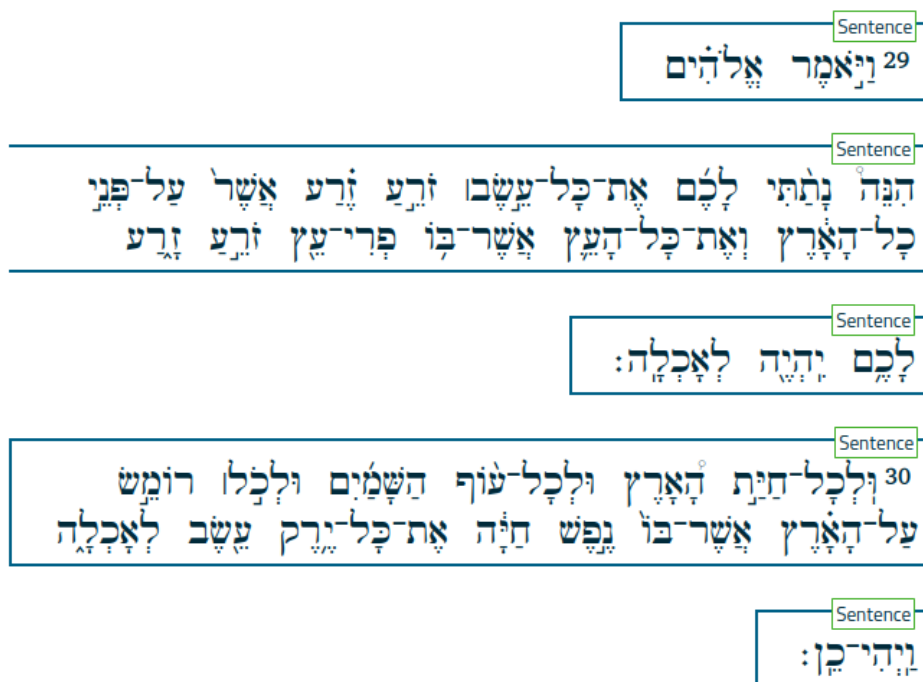 Sentence
29 וַיֹּ֣אמֶר אֱלֹהִ֗ים
Sentence
הִנֵּה֩ נָתַ֨תִּי לָכֶ֜ם אֶת־כָּל־עֵ֣שֶׂב׀ זֹרֵ֣עַ זֶ֗רַע אֲשֶׁר֙ עַל־פְּנֵ֣י
כָל־הָאָ֔רֶץ וְאֶת־כָּל־הָעֵ֛ץ אֲשֶׁר־בּ֥וֹ פְרִי־עֵ֖ץ זֹרֵ֣עַ זָ֑רַע
Sentence
לָכֶ֥ם יִֽהְיֶ֖ה לְאָכְלָֽה׃
Sentence
30 וּֽלְכָל־חַיַּ֣ת הָ֠אָרֶץ וּלְכָל־ע֨וֹף הַשָּׁמַ֜יִם וּלְכֹ֣ל׀ רוֹמֵ֣שׂ
עַל־הָאָ֗רֶץ אֲשֶׁר־בּוֹ֙ נֶ֣פֶשׁ חַיָּ֔ה אֶת־כָּל־יֶ֥רֶק עֵ֖שֶׂב לְאָכְלָ֑ה
Sentence
וַֽיְהִי־כֵֽן׃